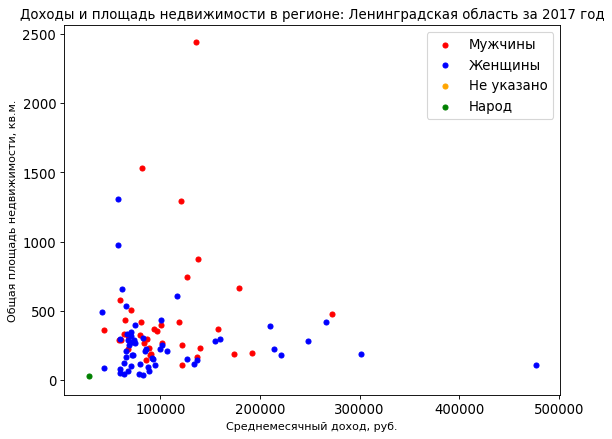 Доходы и площадь недвижимости в регионе: Ленинградская область за 2017 год
Общая площадь недвижимости, кв.м.
2500
2000
1500
1000
500
0
Мужчины
Женщины
Не указано
Народ
100000
200000
300000
400000
500000
Среднемесячный доход, руб.